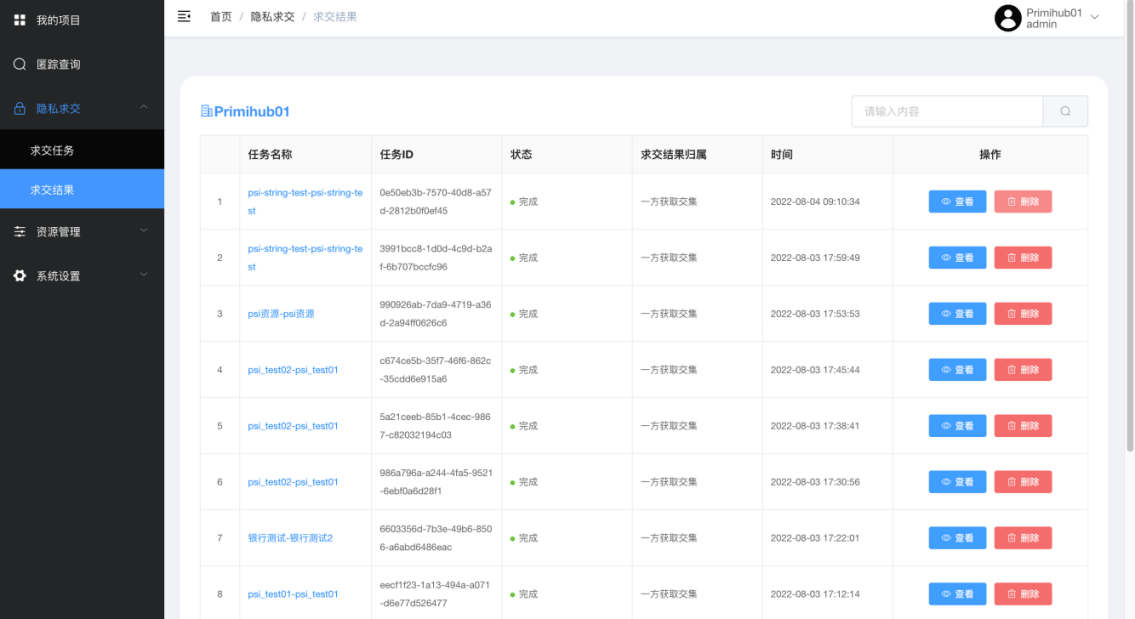 我的项目
匿踪查询
隐私求交
求交任务
求交结果
资源管理
系统设置
首页 / 隐私求交 / 求交结果
Primihub01
admin
Primihub01
请输入内容
任务名称 任务ID 状态 求交结果归属 时间 操作
1 psi-string-test-psi-string-te 0e50eb3b-7570-40d8-a57 完成 一方获取交集 2022-08-04 09:10:34 查看 删除
st d-2812b0f0ef45
2 psi-string-test-psi-string-te 3991bcc8-1d0d-4c9d-b2a 完成 一方获取交集 2022-08-03 17:59:49 查看 删除
st f-6b707bccfc96
3 psi资源-psi资源 990926ab-7da9-4719-a36 完成 一方获取交集 2022-08-03 17:53:53 查看 删除
d-2a94ff0626c6
4 psi_test02-psi_test01 c674ce5b-35f7-46f6-862c 完成 一方获取交集 2022-08-03 17:45:44 查看 删除
-35cdd6e915a6
5 psi_test02-psi_test01 5a21ceeb-85b1-4cec-986 完成 一方获取交集 2022-08-03 17:38:41 查看 删除
7-c82032194c03
6 psi_test02-psi_test01 986a796a-a244-4fa5-9521 完成 一方获取交集 2022-08-03 17:30:56 查看 删除
-6ebf0a6d28f1
7 银行测试-银行测试2 6603356d-7b3e-49b6-850 完成 一方获取交集 2022-08-03 17:22:01 查看 删除
6-a6abd6486eac
8 psi_test01-psi_test01 eecf1f23-1a13-494a-a071 完成 一方获取交集 2022-08-03 17:12:14 查看 删除
-d6e77d526477